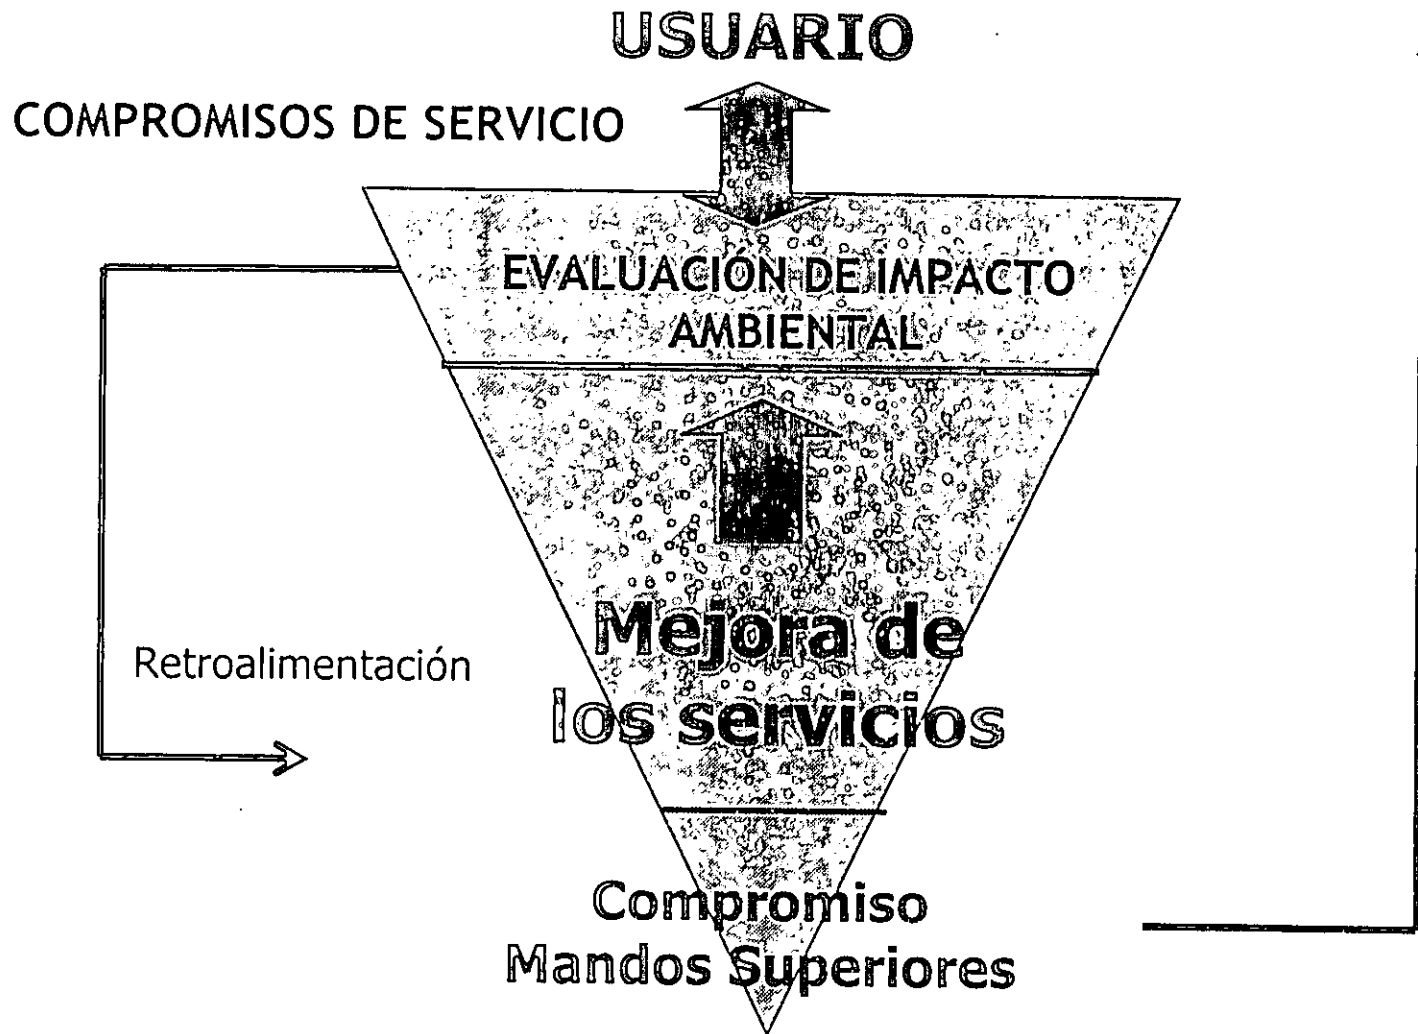 USUARIO
COMPROMISOS DE SERVICIO
EVALUACIÓN DE IMPACTO
AMBIENTAL
Mejora de
los servicios
Retroalimentación
Compromiso
Mandos Superiores